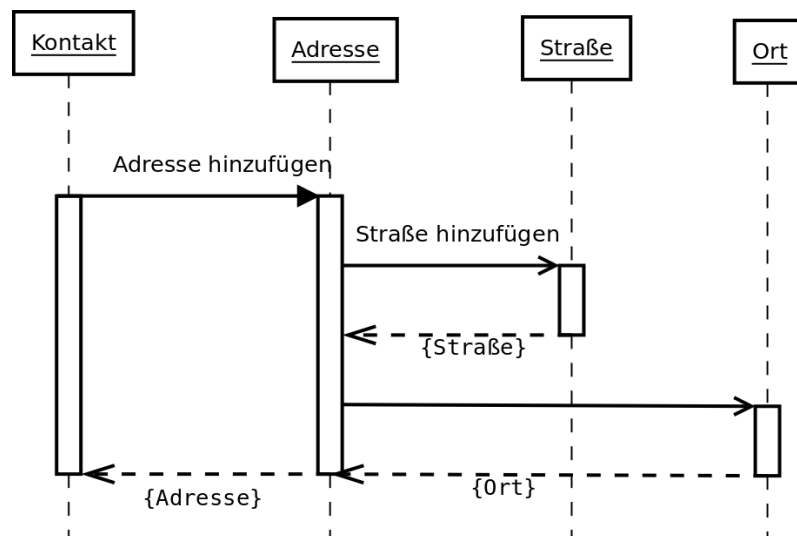 Kontakt
Adresse
Straße
Ort
Adresse hinzufügen
Straße hinzufügen
{Straße}
{Ort}
{Adresse}